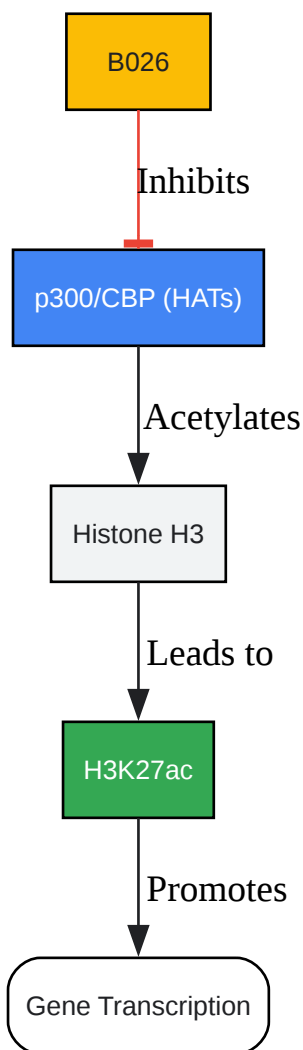 B026
Inhibits
p300/CBP (HATs)
Acetylates
Histone H3
Leads to
H3K27ac
Promotes
Gene Transcription